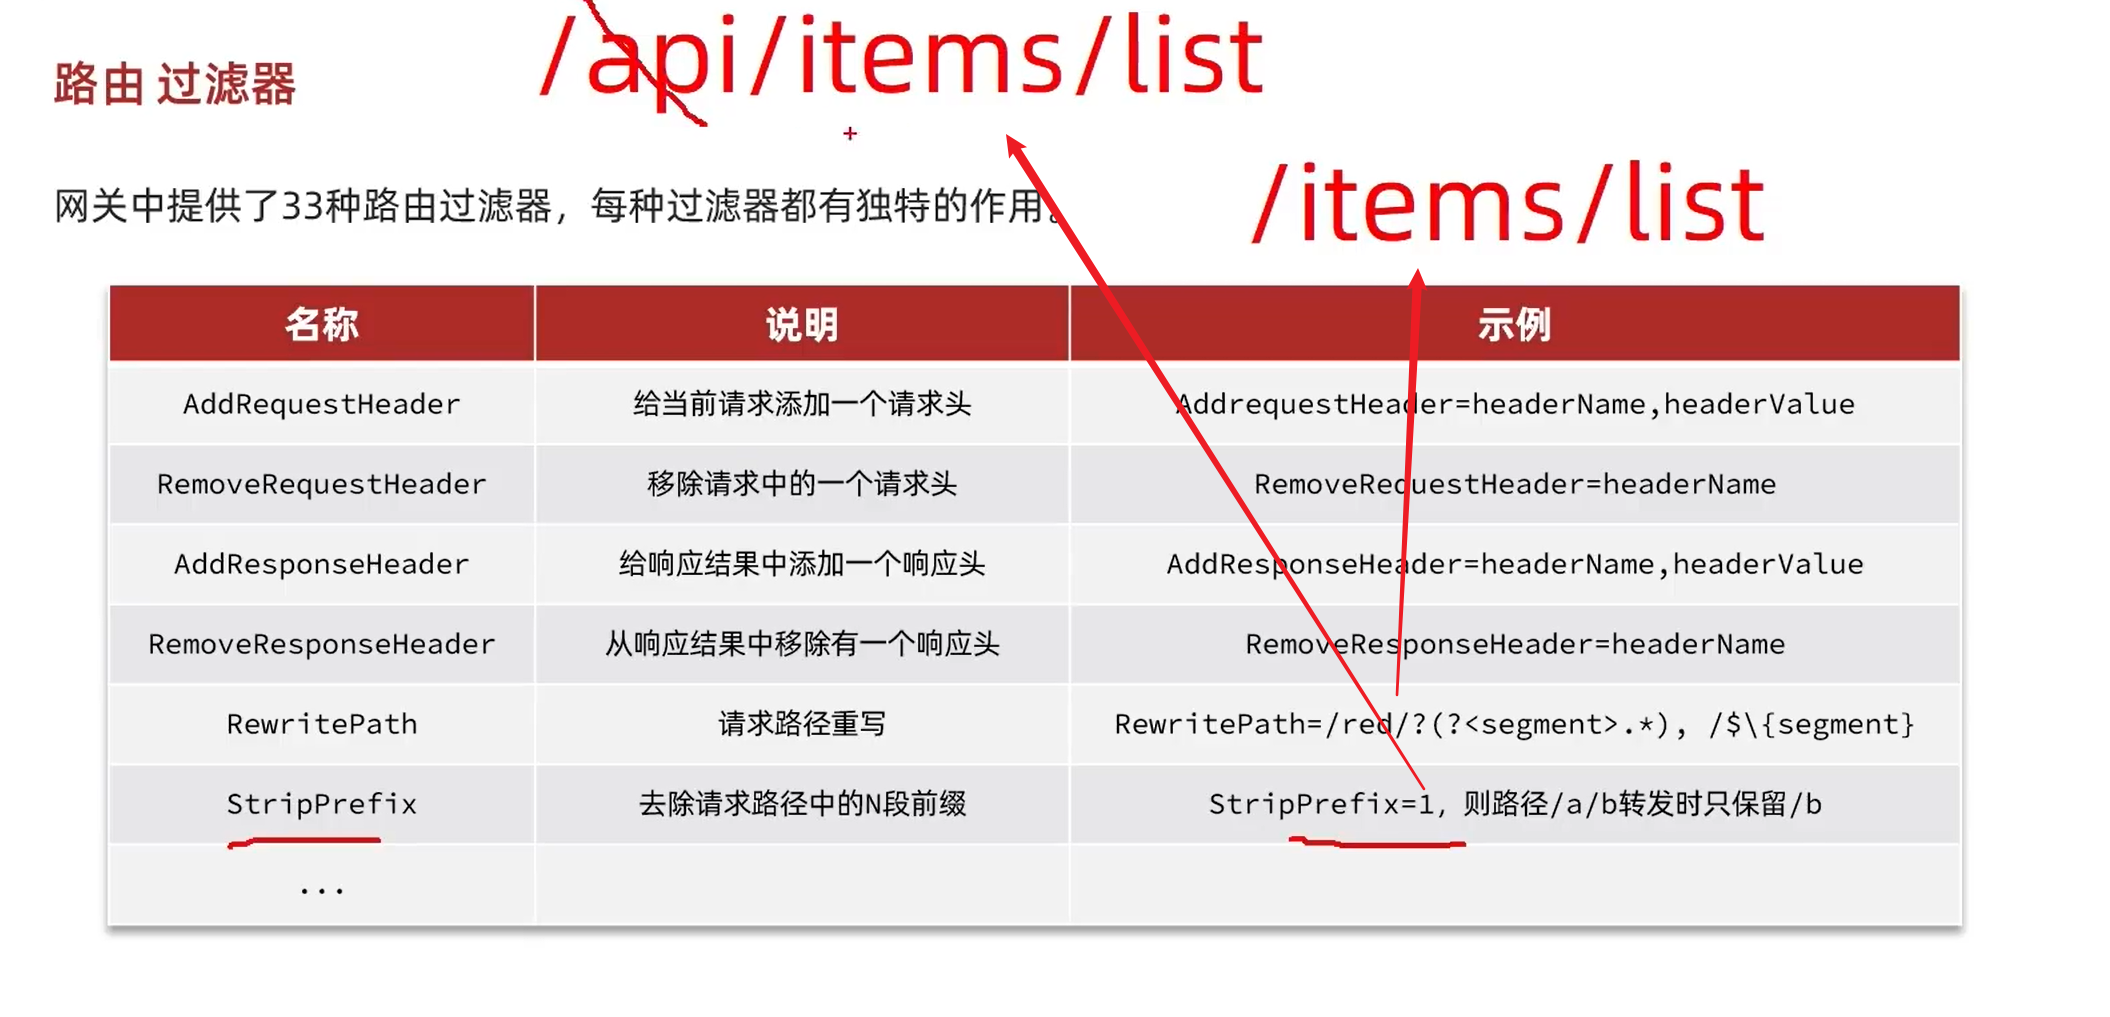 /api/items/list
路由 过滤器
/items/list
网关中提供了33种路由过滤器，每种过滤器都有独特的作用。
名称 说明 示例
AddRequestHeader 给当前请求添加一个请求头 AddrequestHeader=headerName,headerValue
RemoveRequestHeader 移除请求中的一个请求头 RemoveRequestHeader=headerName
AddResponseHeader 给响应结果中添加一个响应头 AddResponseHeader=headerName,headerValue
RemoveResponseHeader 从响应结果中移除有一个响应头 RemoveResponseHeader=headerName
RewritePath 请求路径重写 RewritePath=/red/?(?<segment>.*), /$\{segment}
StripPrefix 去除请求路径中的N段前缀 StripPrefix=1，则路径/a/b转发时只保留/b
...